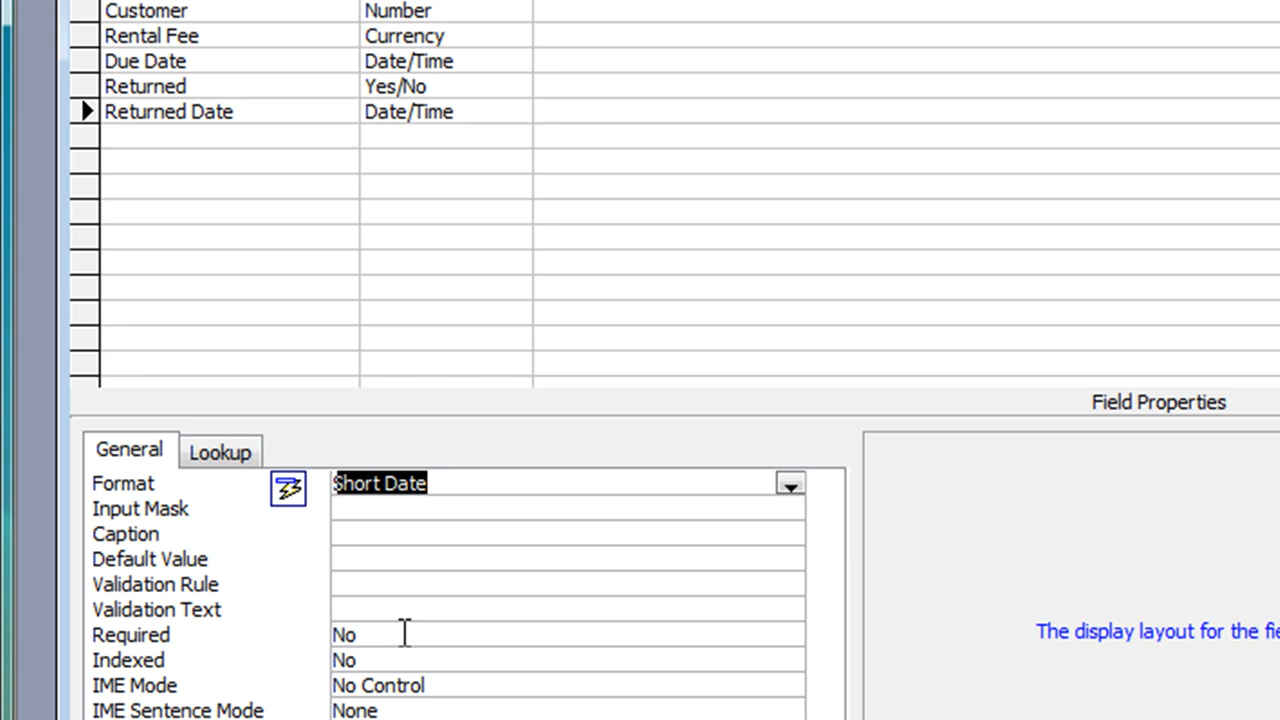 Customer Number
Rental Fee Currency
Due Date Date/Time
Returned Yes/No
Returned Date Date/Time
Field Properties
General Lookup
Format Short Date
Input Mask
Caption
Default Value
Validation Rule
Validation Text
Required No
Indexed No
IME Mode No Control
IME Sentence Mode None
The display layout for the fie